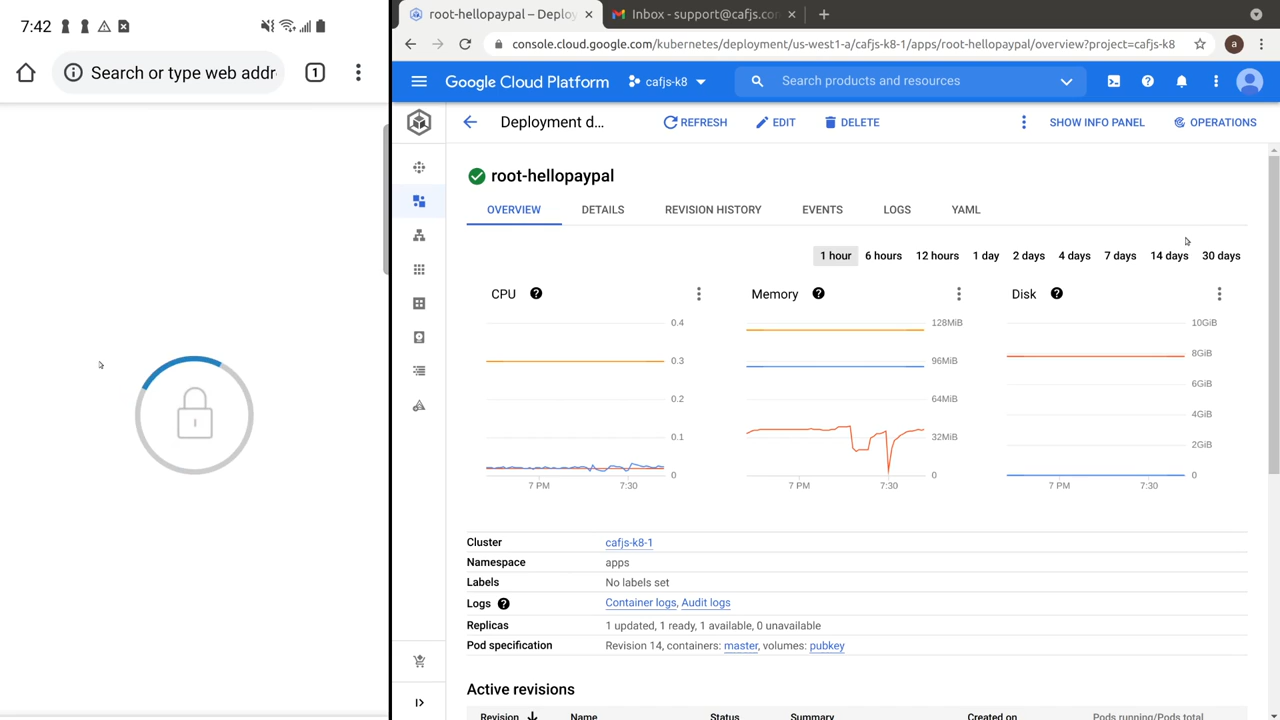 7:42
Search or type web addr
1
root-hellopaypal – Deploy
Inbox - support@cafjs.con
console.cloud.google.com/kubernetes/deployment/us-west1-a/cafjs-k8-1/apps/root-hellopaypal/overview?project=cafjs-k8
a
Google Cloud Platform
cafjs-k8
Search products and resources
Deployment d...
REFRESH
EDIT
DELETE
SHOW INFO PANEL
OPERATIONS
root-hellopaypal
OVERVIEW
DETAILS
REVISION HISTORY
EVENTS
LOGS
YAML
1 hour
6 hours
12 hours
1 day
2 days
4 days
7 days
14 days
30 days
CPU
0.4
0.3
0.2
0.1
0
7 PM
7:30
Memory
128MiB
96MiB
64MiB
32MiB
0
7 PM
7:30
Disk
10GiB
8GiB
6GiB
4GiB
2GiB
0
7 PM
7:30
Cluster cafjs-k8-1
Namespace apps
Labels No labels set
Logs Container logs, Audit logs
Replicas 1 updated, 1 ready, 1 available, 0 unavailable
Pod specification Revision 14, containers: master, volumes: pubkey
Active revisions
Revision Name Status Summary Created on Pods running/Pods total